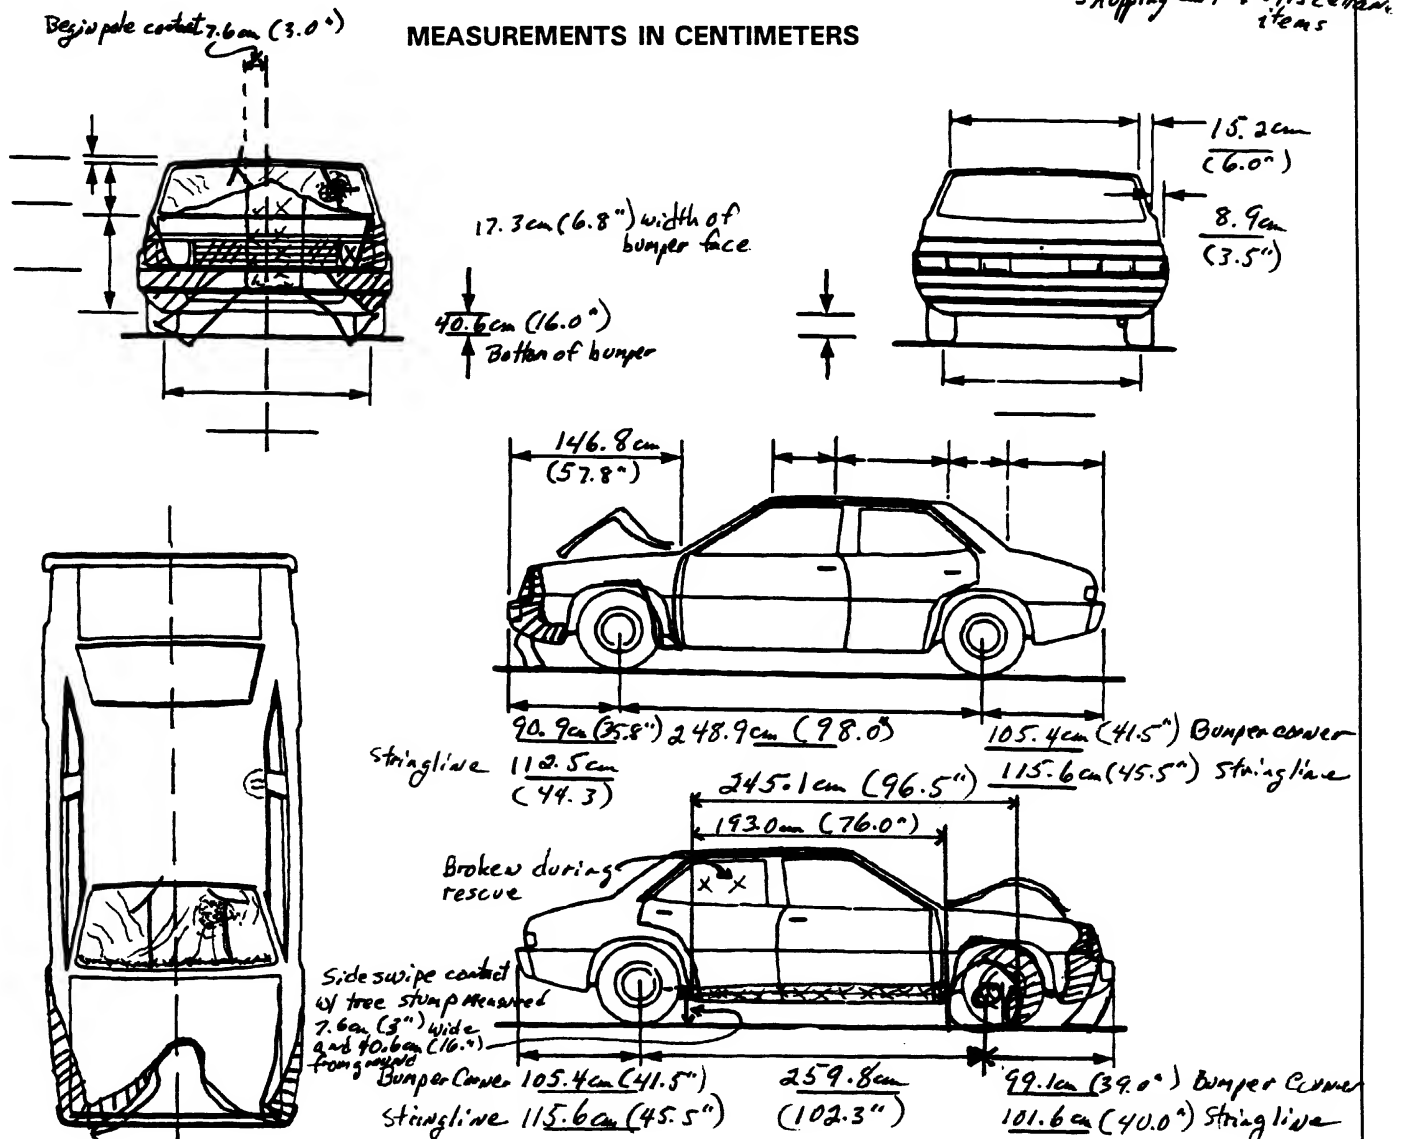 Begin pole contact 7.6cm (3.0")
MEASUREMENTS IN CENTIMETERS
items
15.2cm
(6.0")
8.9cm
(3.5")
17.3cm (6.8") width of
bumper face
40.6cm (16.0")
Bottom of bumper
146.8cm
(57.8")
90.9cm (35.8") 248.9cm (98.0") 105.4cm (41.5") Bumper corner
Stringline 112.5cm
(44.3)
115.6cm (45.5") Stringline
245.1cm (96.5")
193.0cm (76.0")
Broken during
rescue
Side swipe contact
w/ tree stump Measured
7.6cm (3") wide
and 40.6cm (16.")
from ground
Bumper Corner 105.4cm (41.5")
Stringline 115.6cm (45.5")
259.8cm
(102.3")
99.1cm (39.0") Bumper Corner
101.6cm (40.0") Stringline